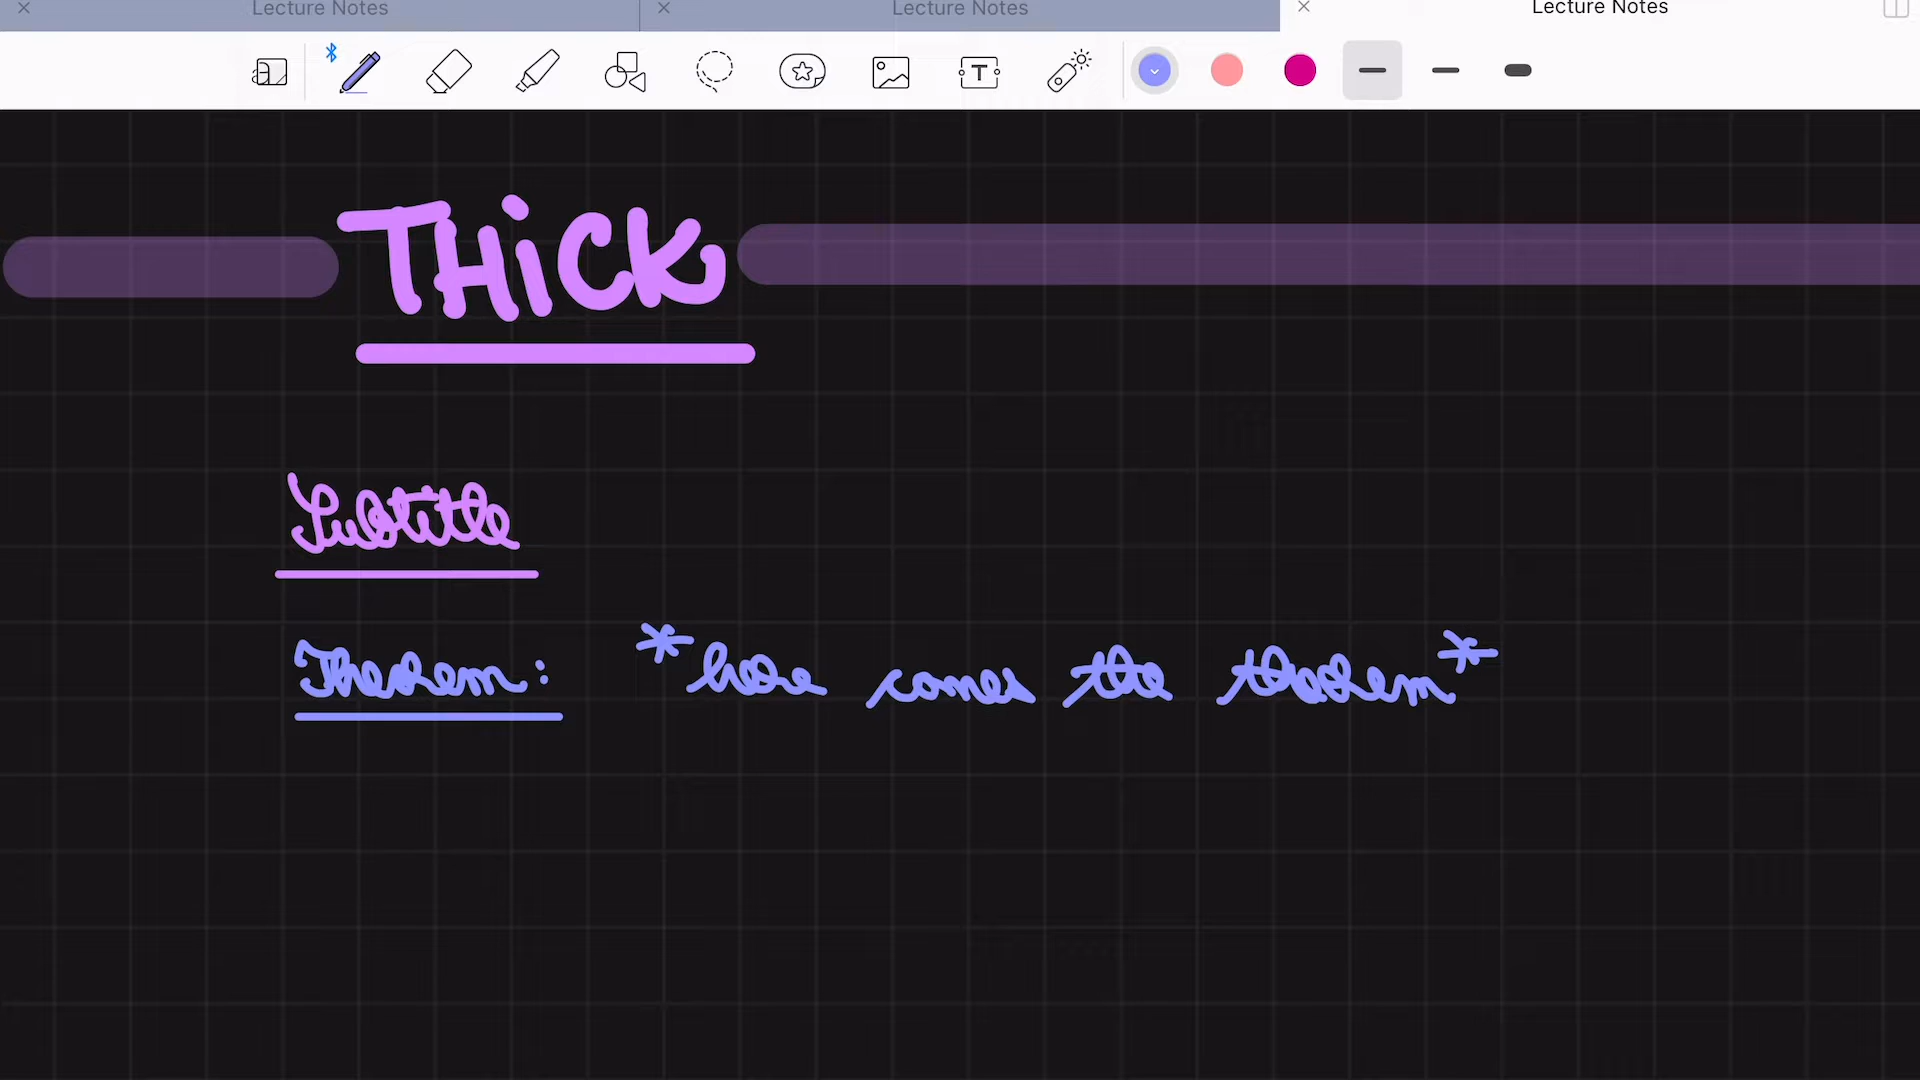 Lecture Notes Lecture Notes Lecture Notes
T
THiCK
Subtitle
Theorem: *here comes the theorem*